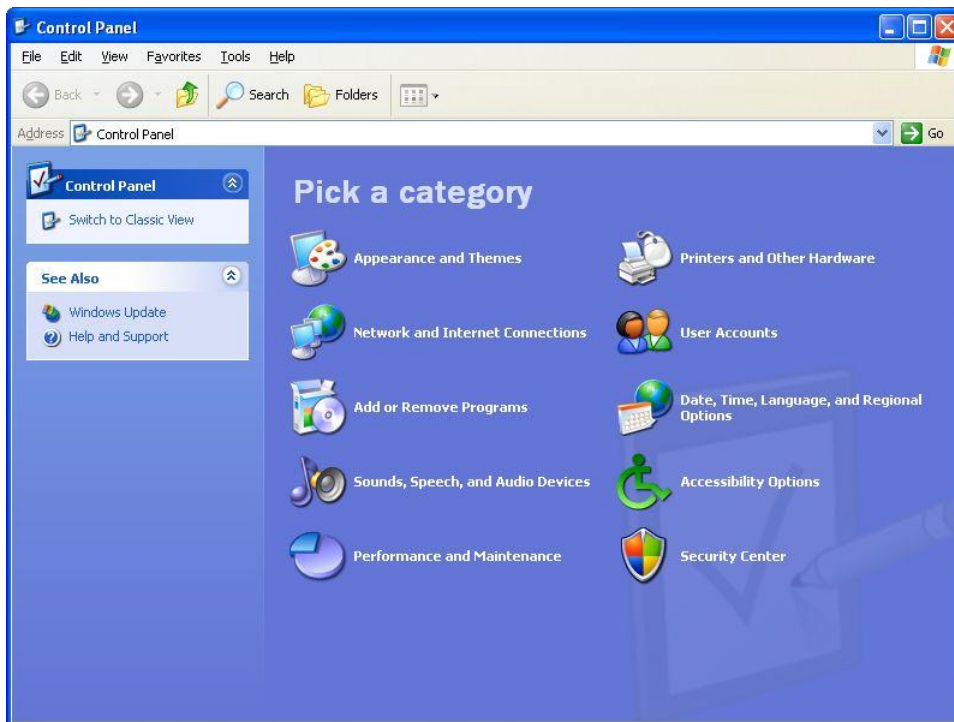 Control Panel
File Edit View Favorites Tools Help
Back Search Folders
Address Control Panel Go
Control Panel
Switch to Classic View
See Also
Windows Update
Help and Support
Pick a category
Appearance and Themes
Printers and Other Hardware
Network and Internet Connections
User Accounts
Add or Remove Programs
Date, Time, Language, and Regional
Options
Sounds, Speech, and Audio Devices
Accessibility Options
Performance and Maintenance
Security Center